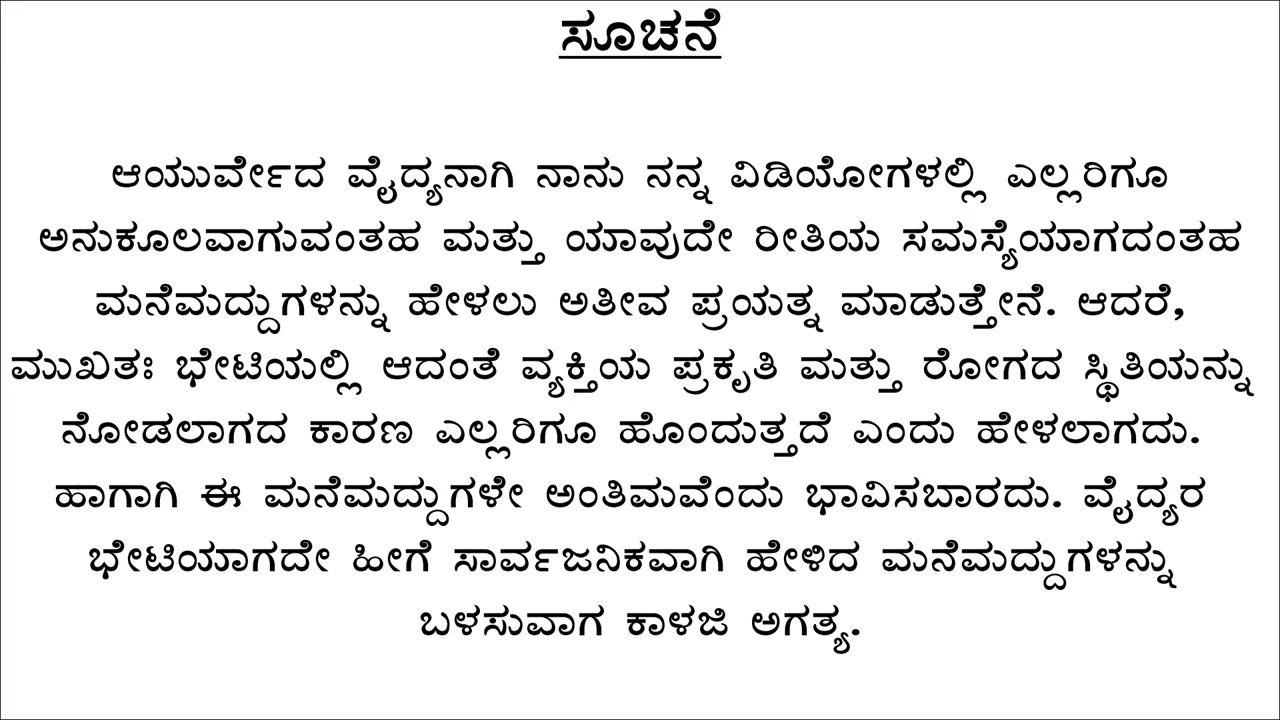 ಸೂಚನೆ
ಆಯುರ್ವೇದ ವೈದ್ಯನಾಗಿ ನಾನು ನನ್ನ ವಿಡಿಯೋಗಳಲ್ಲಿ ಎಲ್ಲರಿಗೂ
ಅನುಕೂಲವಾಗುವಂತಹ ಮತ್ತು ಯಾವುದೇ ರೀತಿಯ ಸಮಸ್ಯೆಯಾಗದಂತಹ
ಮನೆಮದ್ದುಗಳನ್ನು ಹೇಳಲು ಅತೀವ ಪ್ರಯತ್ನ ಮಾಡುತ್ತೇನೆ. ಆದರೆ,
ಮುಖತಃ ಭೇಟಿಯಲ್ಲಿ ಆದಂತೆ ವ್ಯಕ್ತಿಯ ಪ್ರಕೃತಿ ಮತ್ತು ರೋಗದ ಸ್ಥಿತಿಯನ್ನು
ನೋಡಲಾಗದ ಕಾರಣ ಎಲ್ಲರಿಗೂ ಹೊಂದುತ್ತದೆ ಎಂದು ಹೇಳಲಾಗದು.
ಹಾಗಾಗಿ ಈ ಮನೆಮದ್ದುಗಳೇ ಅಂತಿಮವೆಂದು ಭಾವಿಸಬಾರದು. ವೈದ್ಯರ
ಭೇಟಿಯಾಗದೇ ಹೀಗೆ ಸಾರ್ವಜನಿಕವಾಗಿ ಹೇಳಿದ ಮನೆಮದ್ದುಗಳನ್ನು
ಬಳಸುವಾಗ ಕಾಳಜಿ ಅಗತ್ಯ.